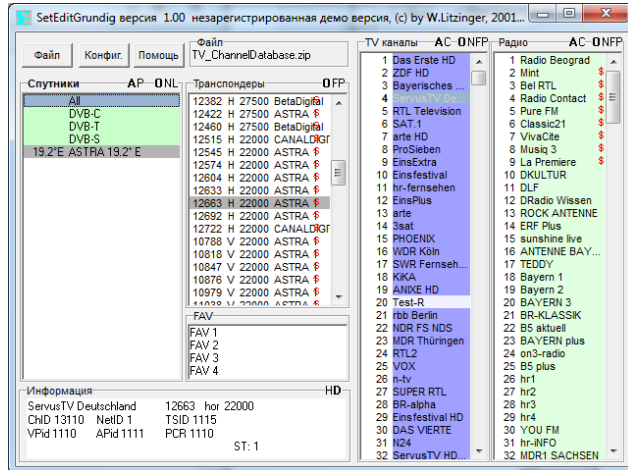 SetEditGrundig версия 1.00 незарегистрированная демо версия, (c) by W.Litzinger, 2001...
Файл
Конфиг.
Помощь
Файл
TV_ChannelDatabase.zip
Спутники AP ONL
All
DVB-C
DVB-T
DVB-S
19.2°E ASTRA 19.2° E
Транспондеры OFP
12382 H 27500 BetaDigital
12422 H 27500 ASTRA $
12460 H 27500 BetaDigital
12515 H 22000 CANALDIGI
12545 H 22000 ASTRA $
12574 H 22000 ASTRA $
12604 H 22000 ASTRA $
12633 H 22000 ASTRA $
12663 H 22000 ASTRA $
12692 H 22000 ASTRA $
12722 H 22000 CANALDIGI
10788 V 22000 ASTRA $
10818 V 22000 ASTRA $
10847 V 22000 ASTRA $
10876 V 22000 ASTRA $
10979 V 22000 ASTRA $
11038 V 22000 ASTRA $
FAV
FAV 1
FAV 2
FAV 3
FAV 4
Информация HD
ServusTV Deutschland 12663 hor 22000
ChID 13110 NetID 1 TSID 1115
VPid 1110 APid 1111 PCR 1110
ST: 1
TV каналы AC ONFP
1 Das Erste HD
2 ZDF HD
3 Bayerisches ...
4 ServusTV De...
5 RTL Television
6 SAT.1
7 arte HD
8 ProSieben
9 EinsExtra
10 Einsfestival
11 hr-fernsehen
12 EinsPlus
13 arte
14 3sat
15 PHOENIX
16 WDR Köln
17 SWR Fernseh...
18 KiKA
19 ANIXE HD
20 Test-R
21 rbb Berlin
22 NDR FS NDS
23 MDR Thüringen
24 RTL2
25 VOX
26 n-tv
27 SUPER RTL
28 BR-alpha
29 Einsfestival HD
30 DAS VIERTE
31 N24
32 ServusTV HD...
Радио AC ONFP
1 Radio Beograd
2 Mint $
3 Bel RTL $
4 Radio Contact $
5 Pure FM $
6 Classic21 $
7 VivaCite $
8 Musiq 3 $
9 La Premiere $
10 DKULTUR
11 DLF
12 DRadio Wissen
13 ROCK ANTENNE
14 ERF Plus
15 sunshine live
16 ANTENNE BAY...
17 TEDDY
18 Bayern 1
19 Bayern 2
20 BAYERN 3
21 BR-KLASSIK
22 B5 aktuell
23 BAYERN plus
24 on3-radio
25 B5 plus
26 hr1
27 hr2
28 hr3
29 hr4
30 YOU FM
31 hr-iNFO
32 MDR1 SACHSEN